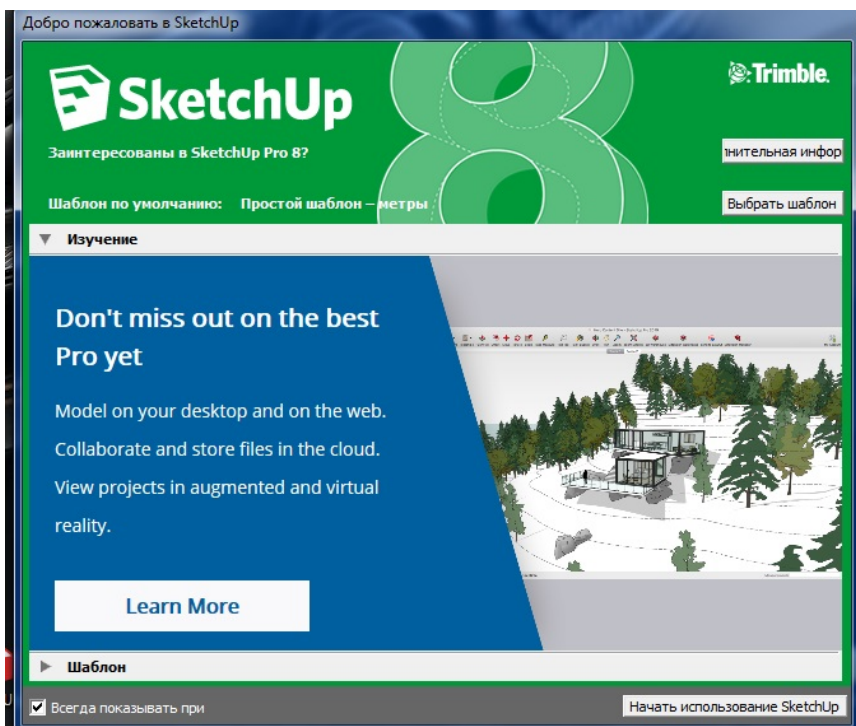 Добро пожаловать в SketchUp
SketchUp
Trimble.
Заинтересованы в SketchUp Pro 8?
нительная инфор
Шаблон по умолчанию: Простой шаблон – метры
Выбрать шаблон
Изучение
Don't miss out on the best
Pro yet
Model on your desktop and on the web.
Collaborate and store files in the cloud.
View projects in augmented and virtual
reality.
Learn More
Шаблон
Всегда показывать при
Начать использование SketchUp